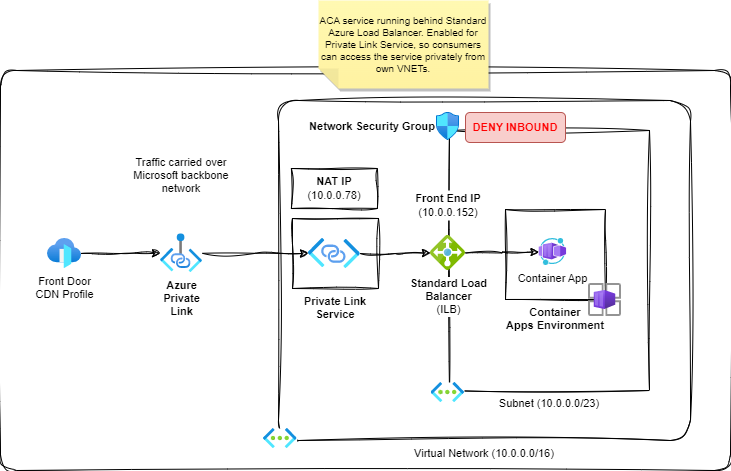 ACA service running behind Standard
Azure Load Balancer. Enabled for
Private Link Service, so consumers
can access the service privately from
own VNETs.
Network Security Group
DENY INBOUND
Traffic carried over
Microsoft backbone
network
NAT IP
(10.0.0.78)
Front End IP
(10.0.0.152)
Front Door
CDN Profile
Azure
Private
Link
Private Link
Service
Standard Load
Balancer
(ILB)
Container App
Container
Apps Environment
Subnet (10.0.0.0/23)
Virtual Network (10.0.0.0/16)